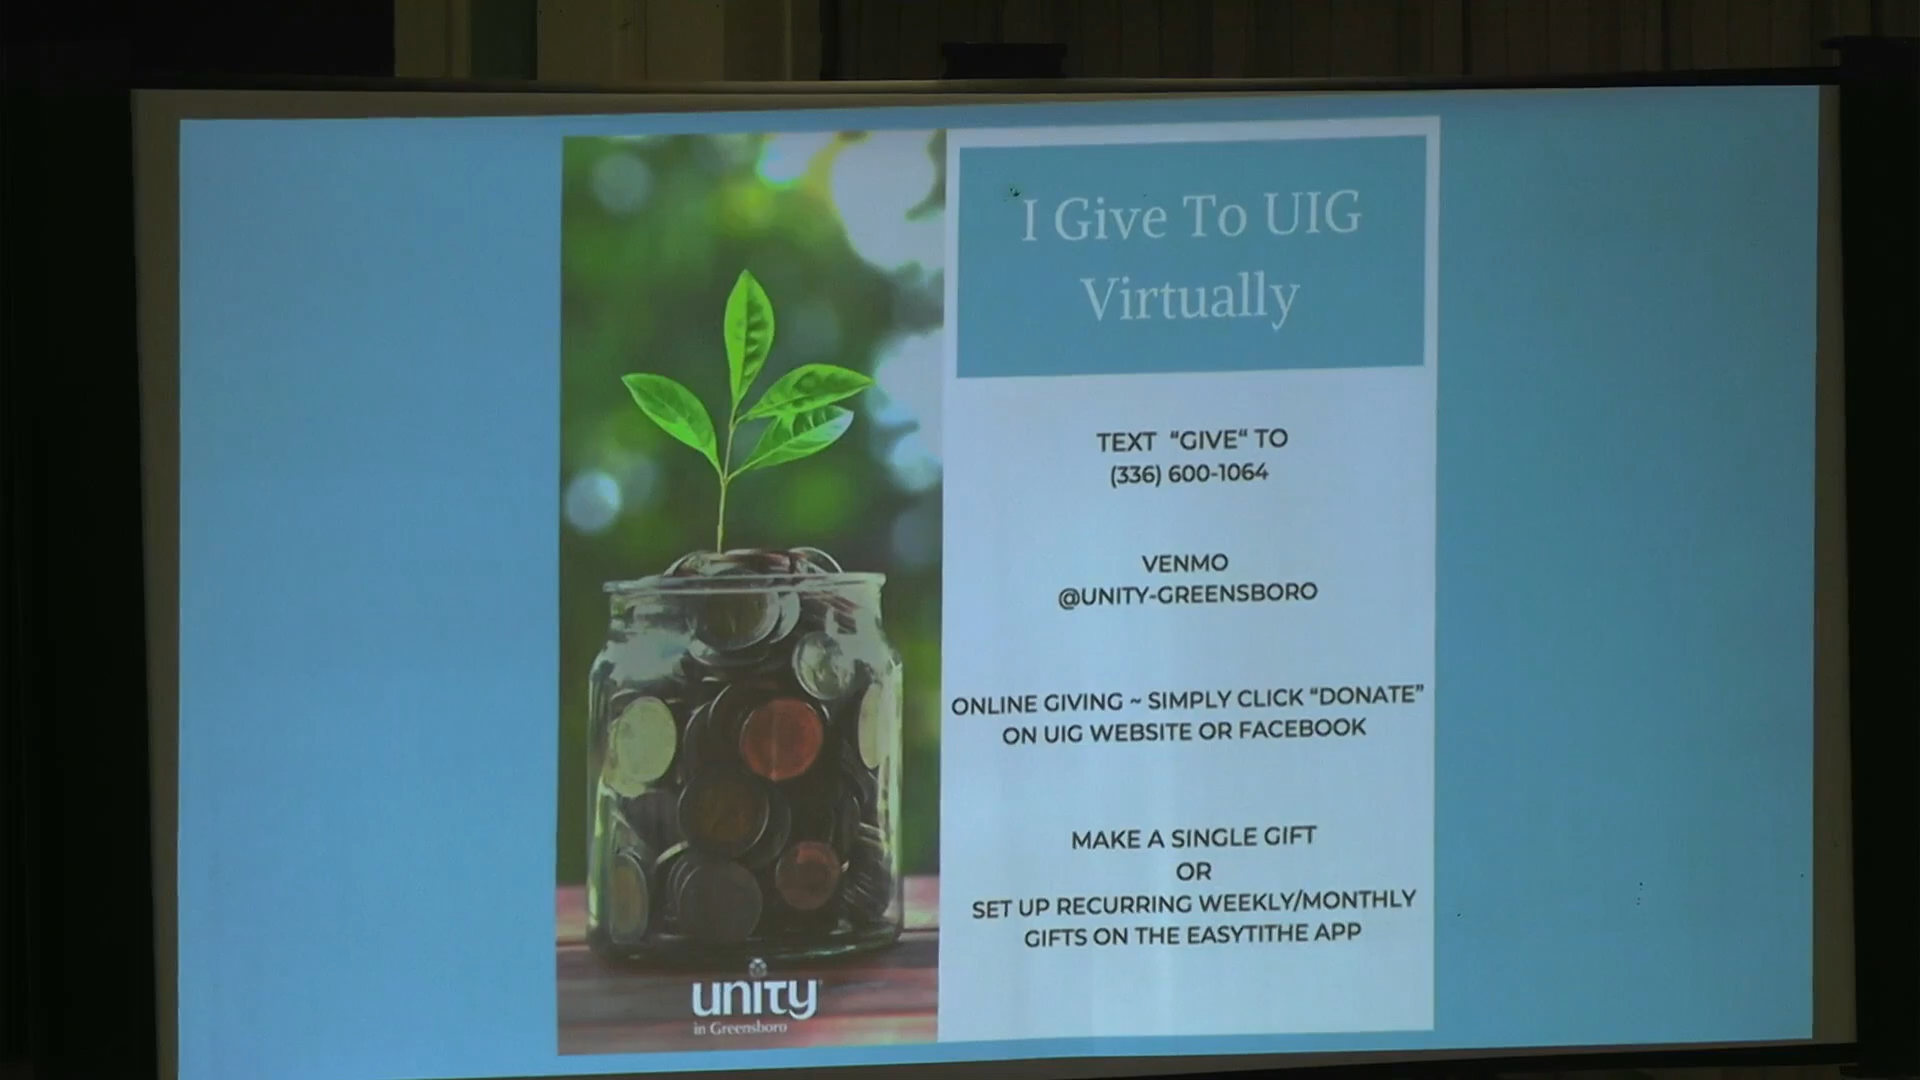 I Give To UIG
Virtually
TEXT "GIVE" TO
(336) 600-1064
VENMO
@UNITY-GREENSBORO
ONLINE GIVING ~ SIMPLY CLICK "DONATE"
ON UIG WEBSITE OR FACEBOOK
MAKE A SINGLE GIFT
OR
SET UP RECURRING WEEKLY/MONTHLY
GIFTS ON THE EASYTITHE APP
unity
in Greensboro